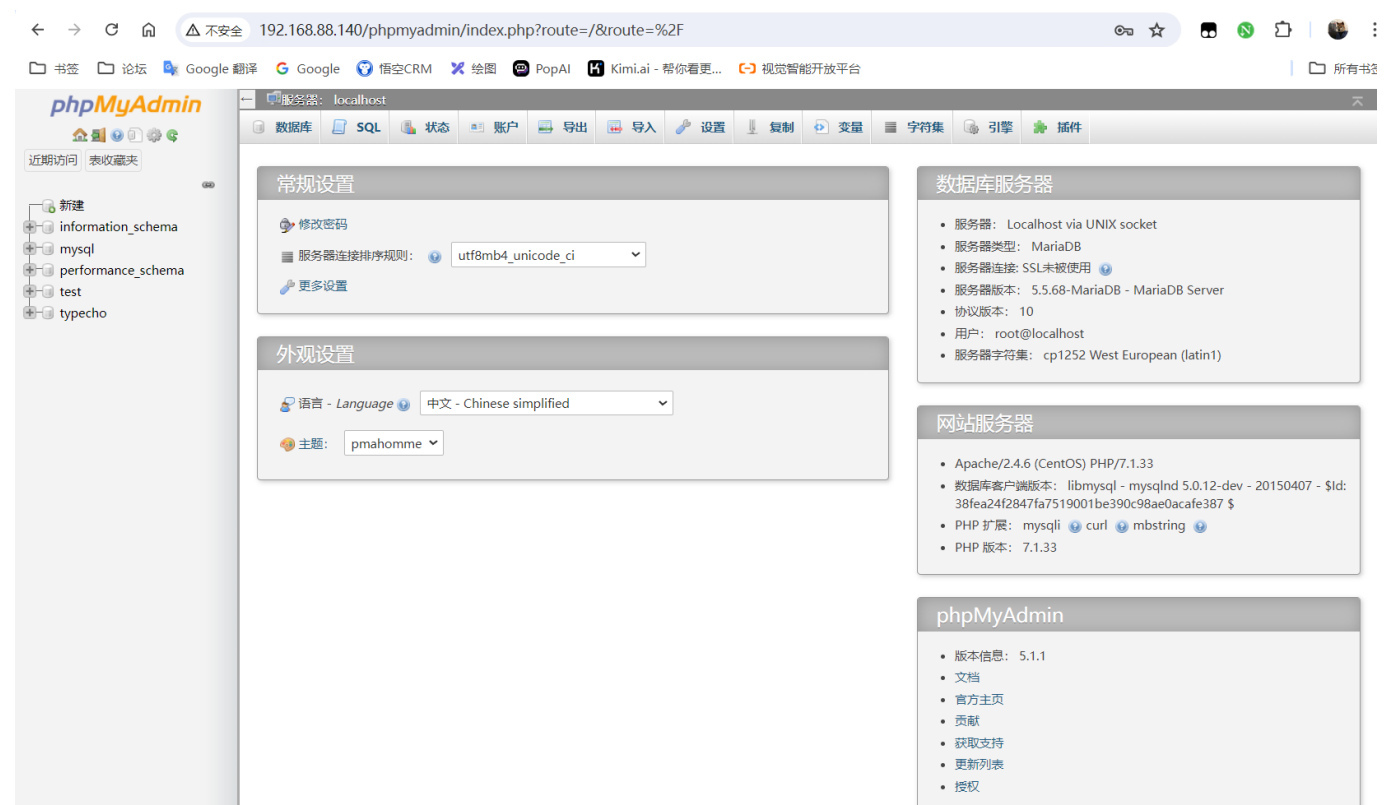 不安全 192.168.88.140/phpmyadmin/index.php?route=/&route=%2F
书签 论坛 Google 翻译 Google 悟空CRM 绘图 PopAI Kimi.ai - 帮你看更... 视觉智能开放平台 所有书签
phpMyAdmin
近期访问 表收藏夹
新建
information_schema
mysql
performance_schema
test
typecho
服务器: localhost
数据库 SQL 状态 账户 导出 导入 设置 复制 变量 字符集 引擎 插件
常规设置
修改密码
服务器连接排序规则: utf8mb4_unicode_ci
更多设置
外观设置
语言 - Language 中文 - Chinese simplified
主题: pmahomme
数据库服务器
服务器: Localhost via UNIX socket
服务器类型: MariaDB
服务器连接: SSL未被使用
服务器版本: 5.5.68-MariaDB - MariaDB Server
协议版本: 10
用户: root@localhost
服务器字符集: cp1252 West European (latin1)
网站服务器
Apache/2.4.6 (CentOS) PHP/7.1.33
数据库客户端版本: libmysql - mysqlnd 5.0.12-dev - 20150407 - $Id:
38fea24f2847fa7519001be390c98ae0acafe387 $
PHP 扩展: mysqli curl mbstring
PHP 版本: 7.1.33
phpMyAdmin
版本信息: 5.1.1
文档
官方主页
贡献
获取支持
更新列表
授权